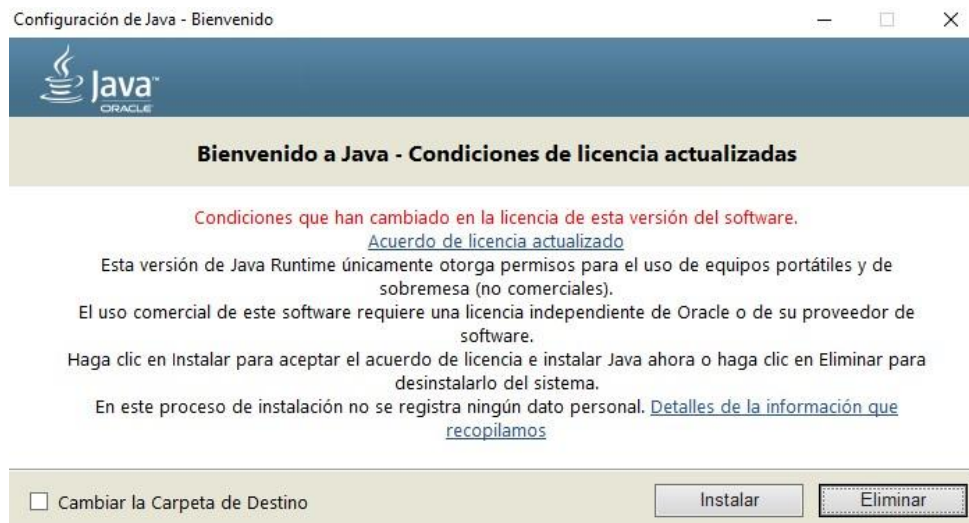 Configuración de Java - Bienvenido
Java™
ORACLE
Bienvenido a Java - Condiciones de licencia actualizadas
Condiciones que han cambiado en la licencia de esta versión del software.
Acuerdo de licencia actualizado
Esta versión de Java Runtime únicamente otorga permisos para el uso de equipos portátiles y de
sobremesa (no comerciales).
El uso comercial de este software requiere una licencia independiente de Oracle o de su proveedor de
software.
Haga clic en Instalar para aceptar el acuerdo de licencia e instalar Java ahora o haga clic en Eliminar para
desinstalarlo del sistema.
En este proceso de instalación no se registra ningún dato personal. Detalles de la información que
recopilamos
Cambiar la Carpeta de Destino
Instalar
Eliminar